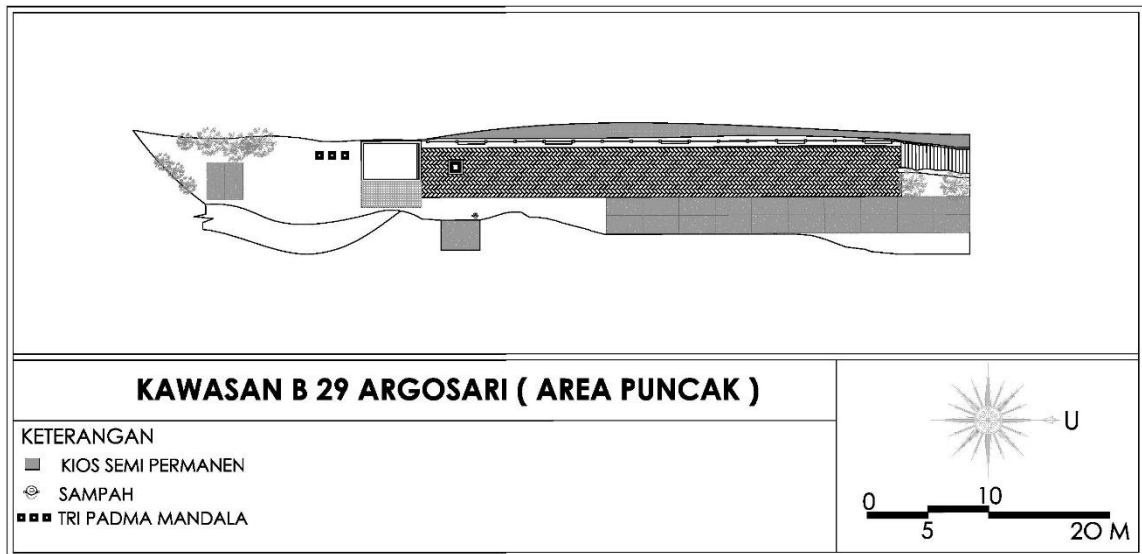 KAWASAN B 29 ARGOSARI ( AREA PUNCAK )
KETERANGAN
KIOS SEMI PERMANEN
SAMPAH
TRI PADMA MANDALA
U
0 10
5 20 M